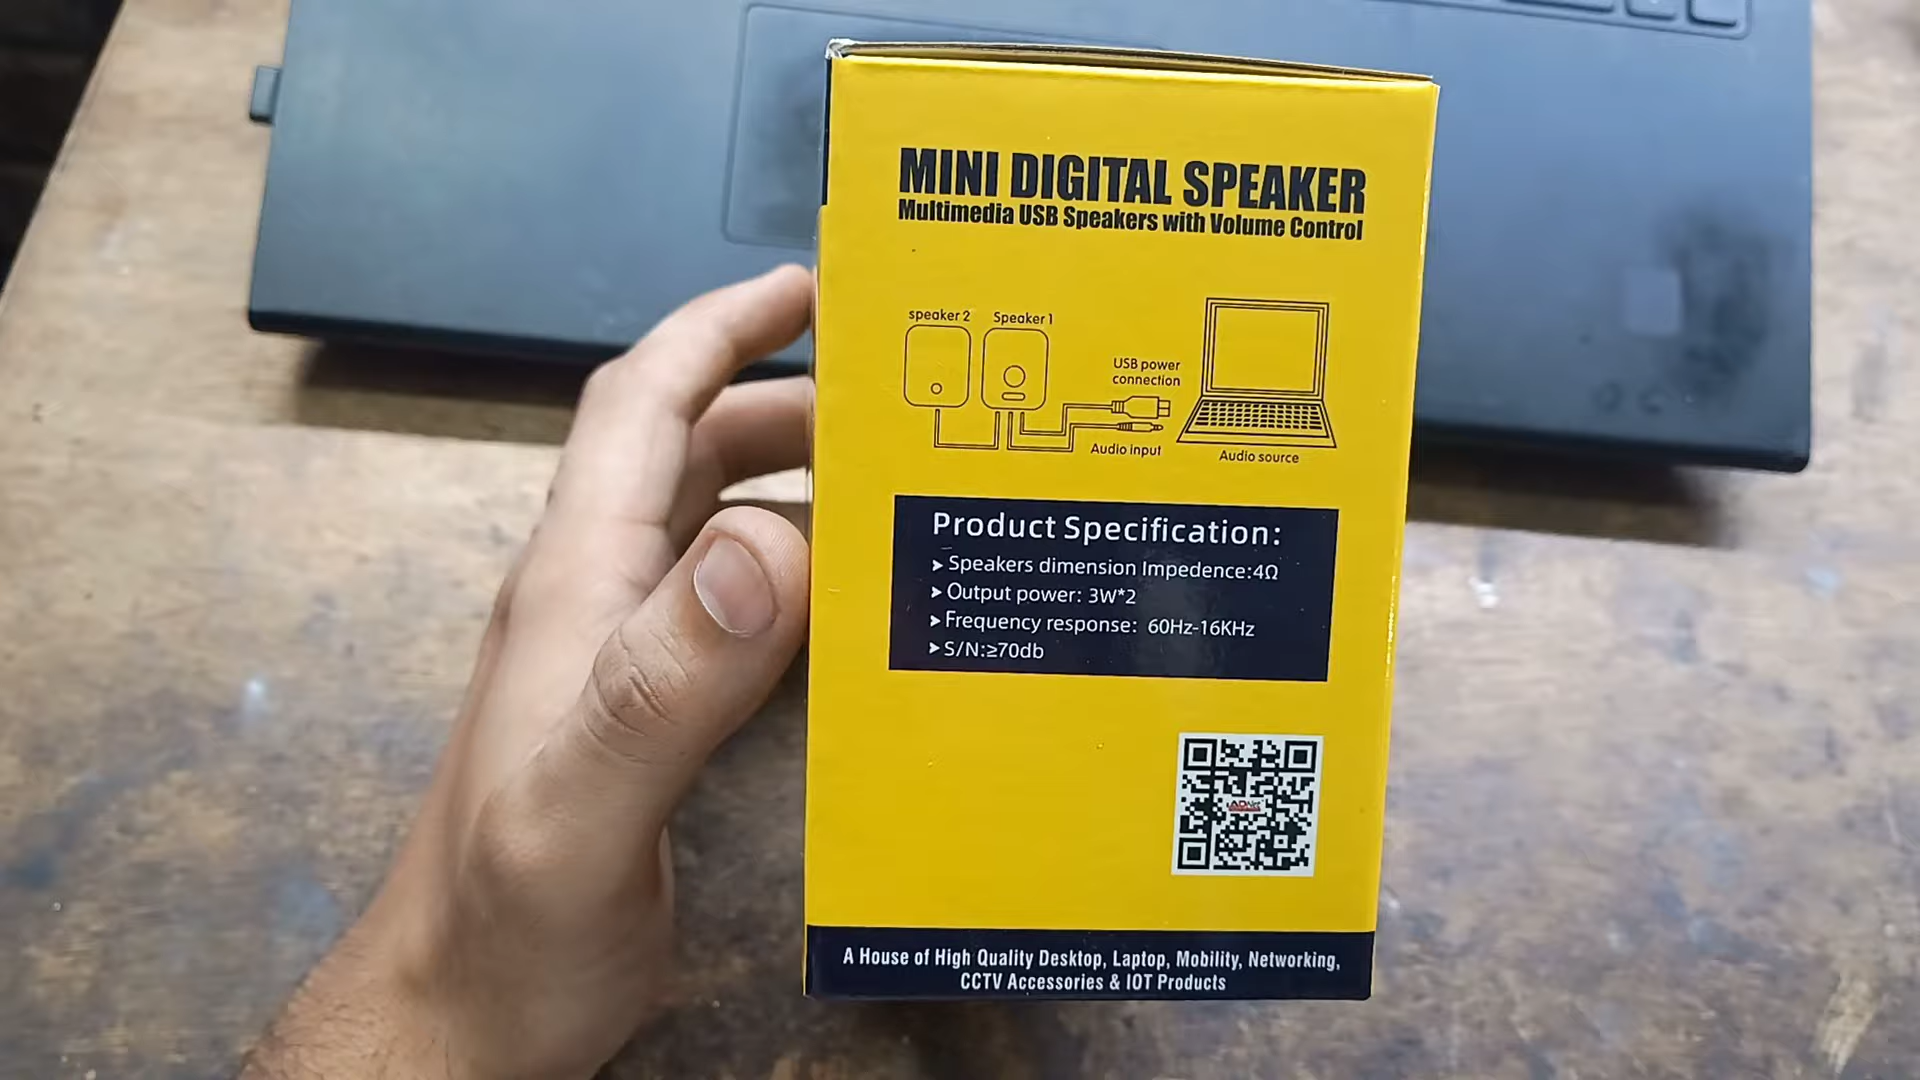 MINI DIGITAL SPEAKER
Multimedia USB Speakers with Volume Control
speaker 2
Speaker 1
USB power
connection
Audio input
Audio source
Product Specification:
➤ Speakers dimension Impedence:4Ω
➤ Output power: 3W*2
➤ Frequency response: 60Hz-16KHz
➤ S/N:≥70db
ADNet
A House of High Quality Desktop, Laptop, Mobility, Networking,
CCTV Accessories & IOT Products